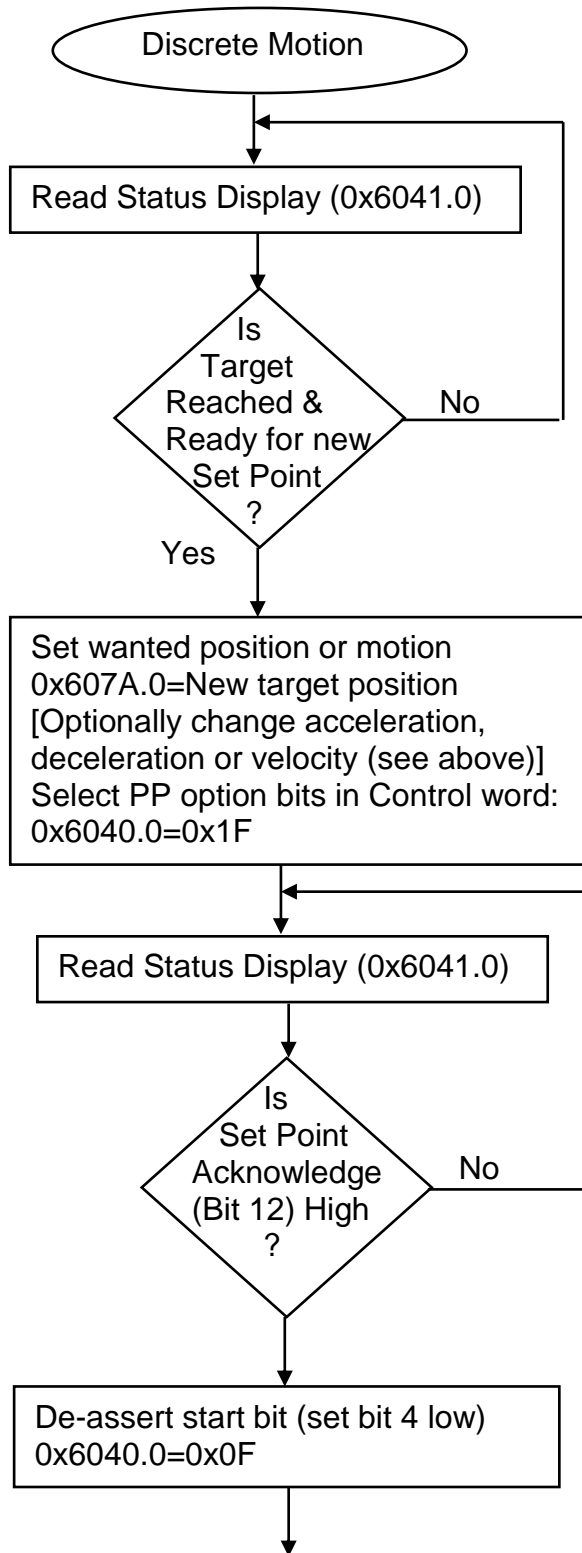 Discrete Motion
Read Status Display (0x6041.0)
Is
Target
Reached &
Ready for new
Set Point
?
No
Yes
Set wanted position or motion
0x607A.0=New target position
[Optionally change acceleration,
deceleration or velocity (see above)]
Select PP option bits in Control word:
0x6040.0=0x1F
Read Status Display (0x6041.0)
Is
Set Point
Acknowledge
(Bit 12) High
?
No
De-assert start bit (set bit 4 low)
0x6040.0=0x0F